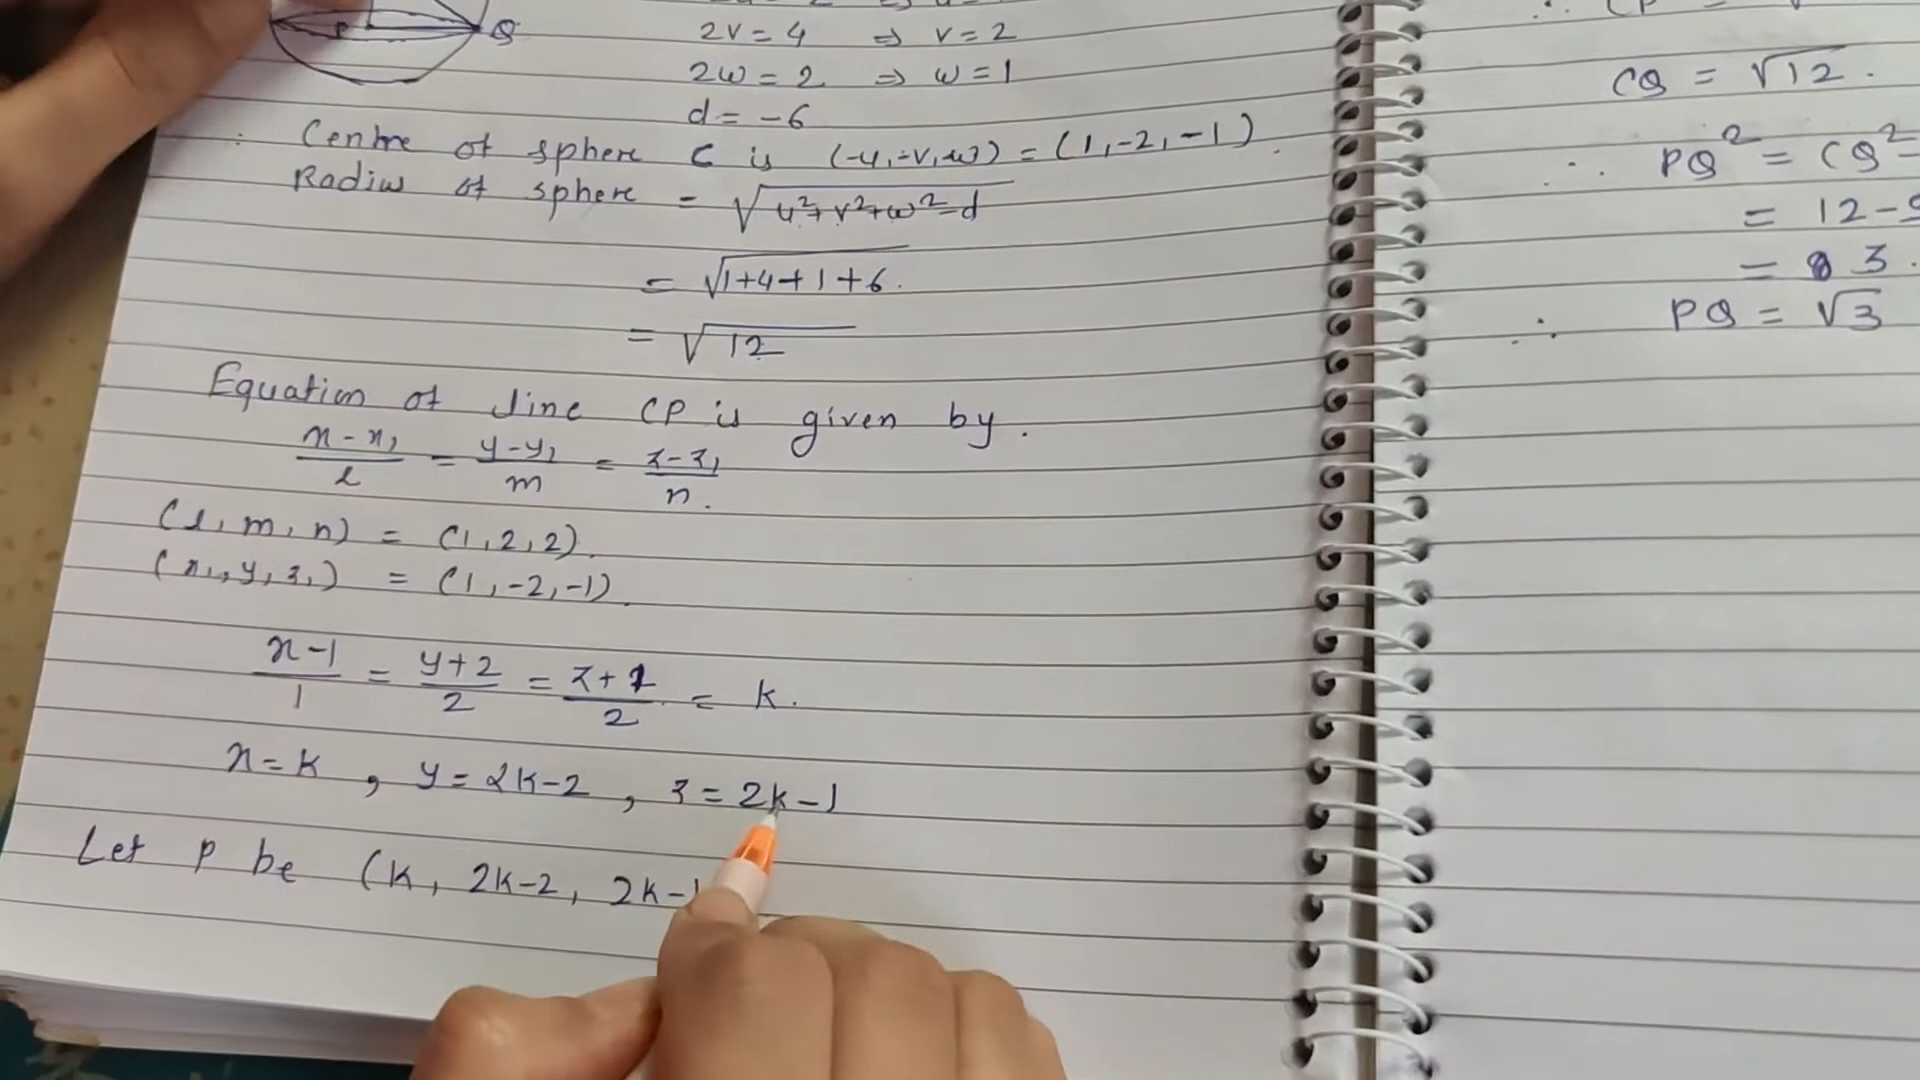 Q
2v = 4 ⇒ v = 2
2w = 2 ⇒ w = 1
d = -6
∴ Centre of sphere C is (-u, -v, -w) = (1, -2, -1).
Radius of sphere = √u²+v²+w²-d
= √1+4+1+6.
= √12
Equation of line CP is given by.
x-x₁/l = y-y₁/m = z-z₁/n.
(l, m, n) = (1, 2, 2).
(x₁, y₁ z₁) = (1, -2, -1).
x-1/1 = y+2/2 = z+1/2 = k.
x = k, y = 2k-2, z = 2k-1
Let p be (k, 2k-2, 2k-1
CQ = √12.
∴ PQ² = CQ² -
= 12-9
= 3.
∴ PQ = √3